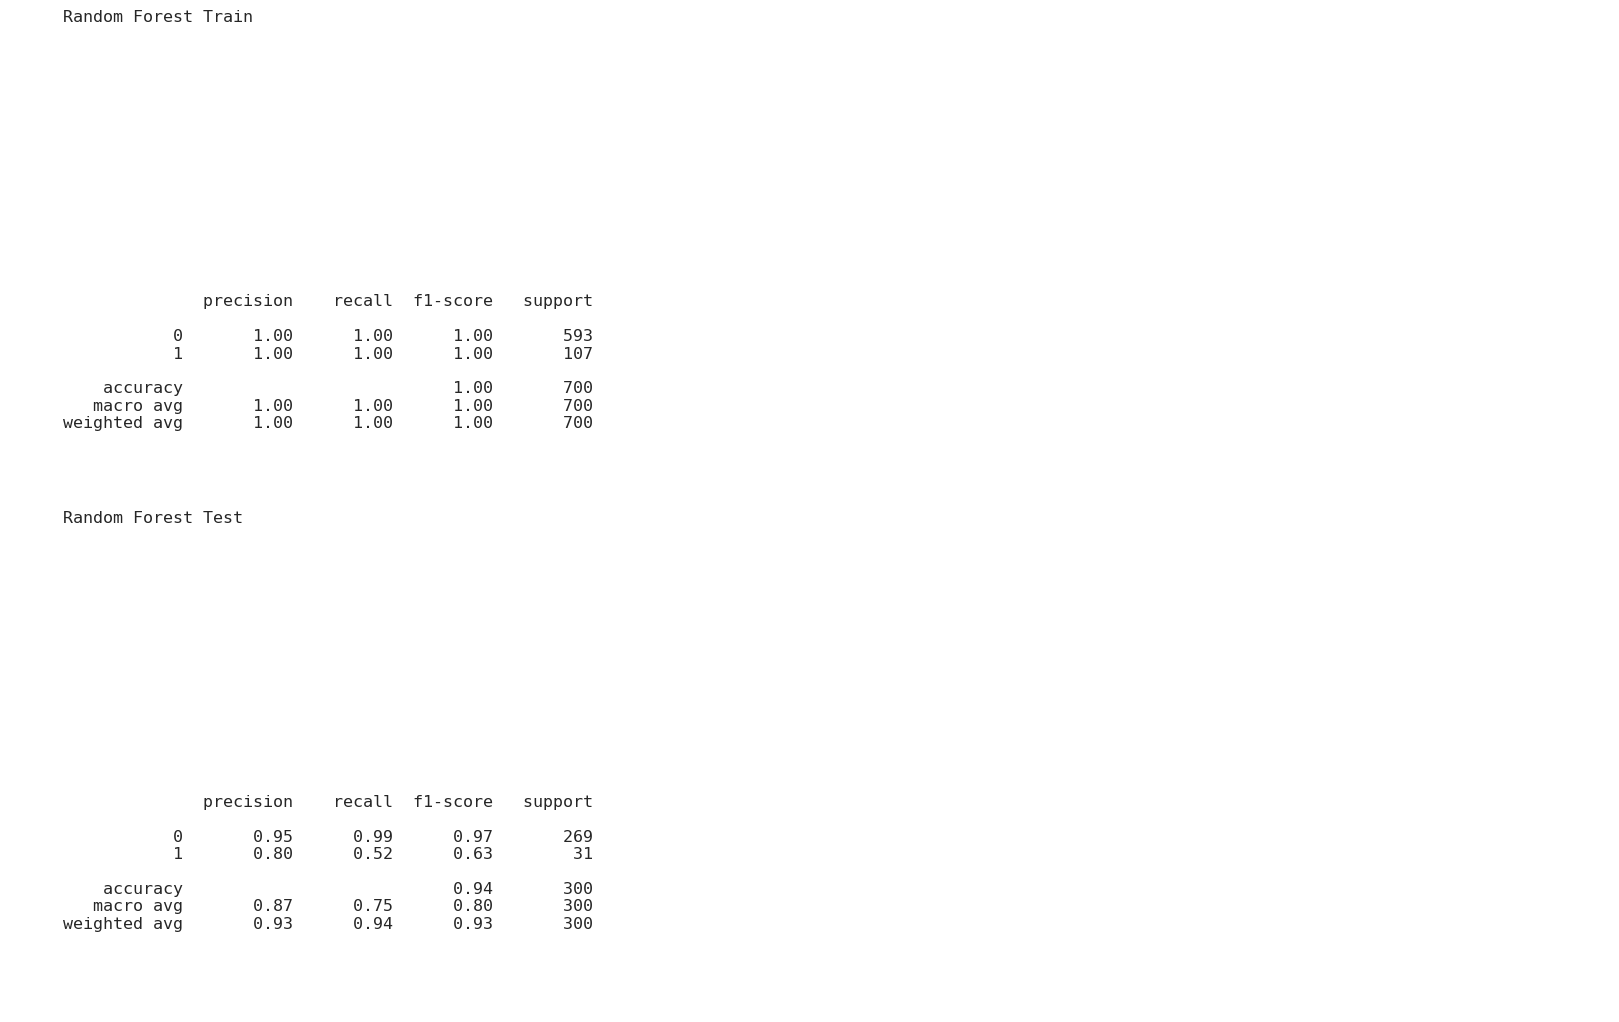 Random Forest Train
precision    recall  f1-score   support
0       1.00      1.00      1.00       593
1       1.00      1.00      1.00       107
accuracy                           1.00       700
macro avg       1.00      1.00      1.00       700
weighted avg       1.00      1.00      1.00       700
Random Forest Test
precision    recall  f1-score   support
0       0.95      0.99      0.97       269
1       0.80      0.52      0.63        31
accuracy                           0.94       300
macro avg       0.87      0.75      0.80       300
weighted avg       0.93      0.94      0.93       300